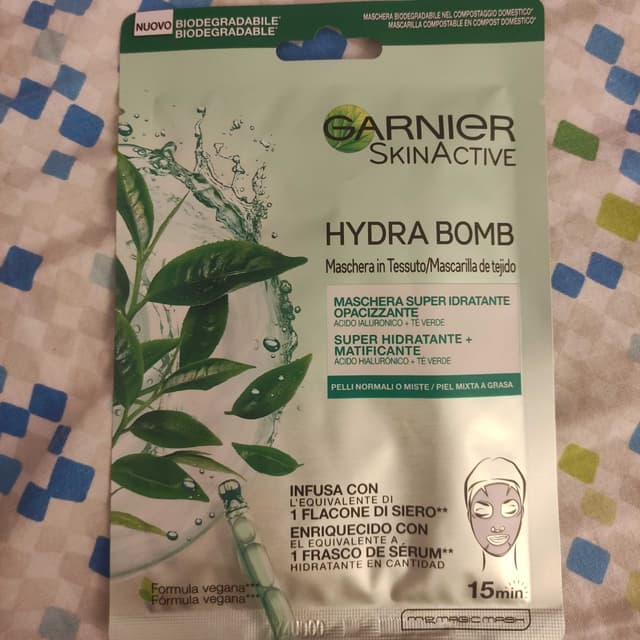 NUOVO
BIODEGRADABILE*
BIODEGRADABLE*
MASCHERA BIODEGRADABILE NEL COMPOSTAGGIO DOMESTICO*
MASCARILLA COMPOSTABLE EN COMPOST DOMÉSTICO*
GARNIER
SKINACTIVE
HYDRA BOMB
Maschera in Tessuto/Mascarilla de tejido
MASCHERA SUPER IDRATANTE
OPACIZZANTE
ACIDO IALURONICO + TÈ VERDE
SUPER HIDRATANTE +
MATIFICANTE
ÁCIDO HIALURÓNICO + TÉ VERDE
PELLI NORMALI O MISTE / PIEL MIXTA A GRASA
INFUSA CON
L'EQUIVALENTE DI
1 FLACONE DI SIERO**
ENRIQUECIDO CON
EL EQUIVALENTE A
1 FRASCO DE SÉRUM**
HIDRATANTE EN CANTIDAD
Formula vegana***
Fórmula vegana***
15min
MAGIC MASK